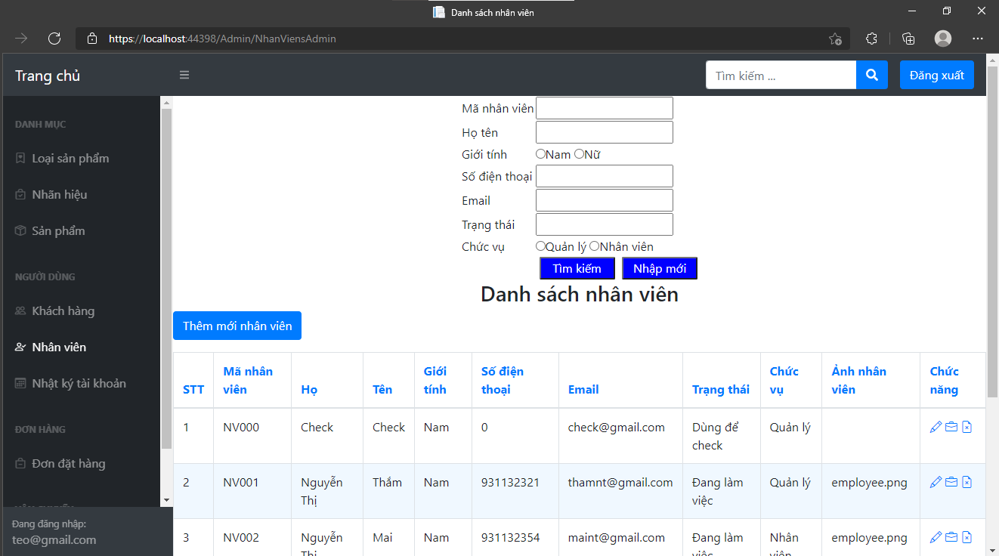 Danh sách nhân viên
https://localhost:44398/Admin/NhanViensAdmin
Trang chủ
Tìm kiếm ...
Đăng xuất
DANH MỤC
Loại sản phẩm
Nhãn hiệu
Sản phẩm
NGƯỜI DÙNG
Khách hàng
Nhân viên
Nhật ký tài khoản
ĐƠN HÀNG
Đơn đặt hàng
Đang đăng nhập:
teo@gmail.com
Mã nhân viên
Họ tên
Giới tính Nam Nữ
Số điện thoại
Email
Trạng thái
Chức vụ Quản lý Nhân viên
Tìm kiếm Nhập mới
Danh sách nhân viên
Thêm mới nhân viên
STT Mã nhân viên Họ Tên Giới tính Số điện thoại Email Trạng thái Chức vụ Ảnh nhân viên Chức năng
1 NV000 Check Check Nam 0 check@gmail.com Dùng để check Quản lý
2 NV001 Nguyễn Thị Thắm Nam 931132321 thamnt@gmail.com Đang làm việc Quản lý employee.png
3 NV002 Nguyễn Thị Mai Nam 931132354 maint@gmail.com Đang làm việc Nhân viên employee.png